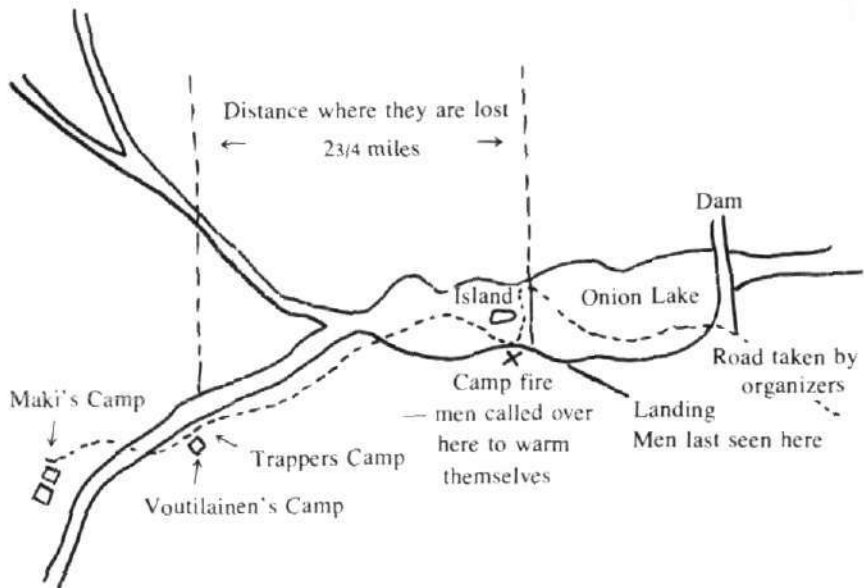 Distance where they are lost
← →
23/4 miles
Dam
Island
Onion Lake
Road taken by
organizers
Camp fire
— men called over
here to warm
themselves
Landing
Men last seen here
Maki's Camp
Trappers Camp
Voutilainen's Camp